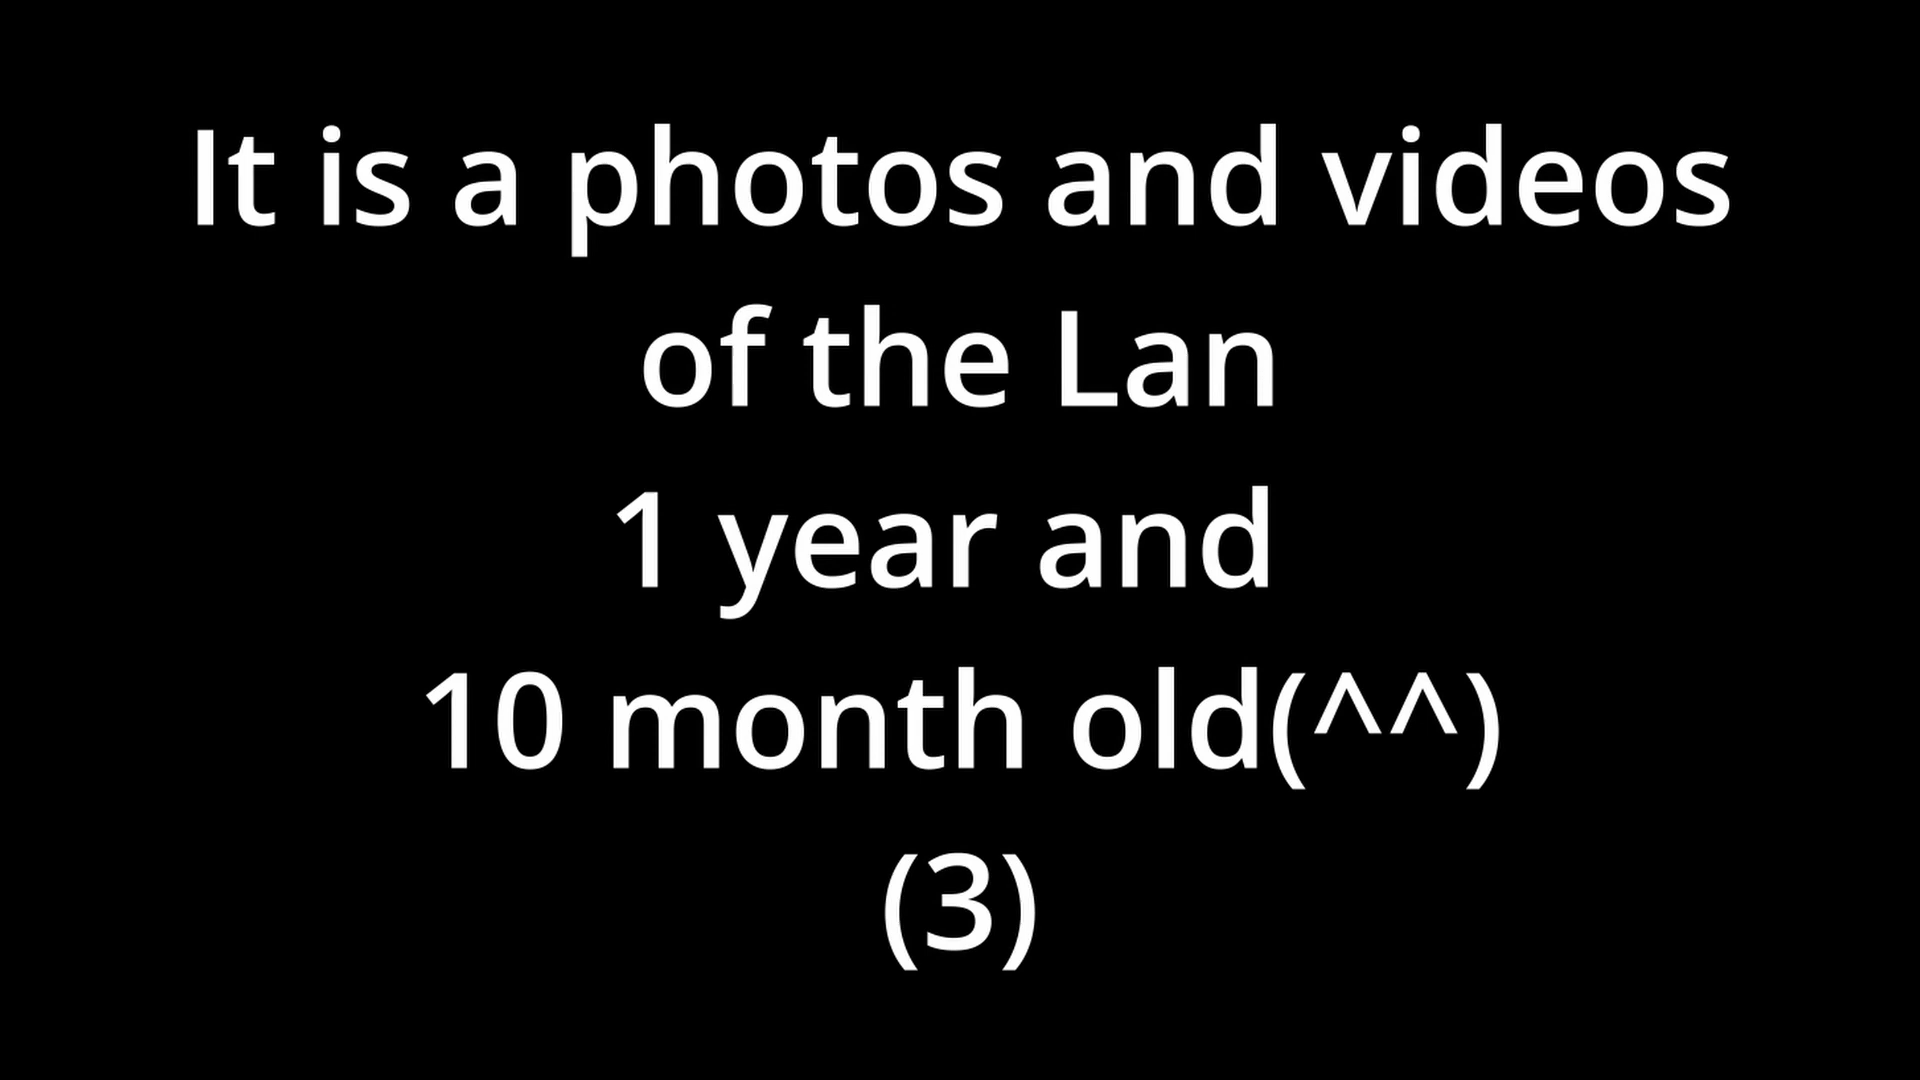 It is a photos and videos
of the Lan
1 year and
10 month old(^^)
(3)